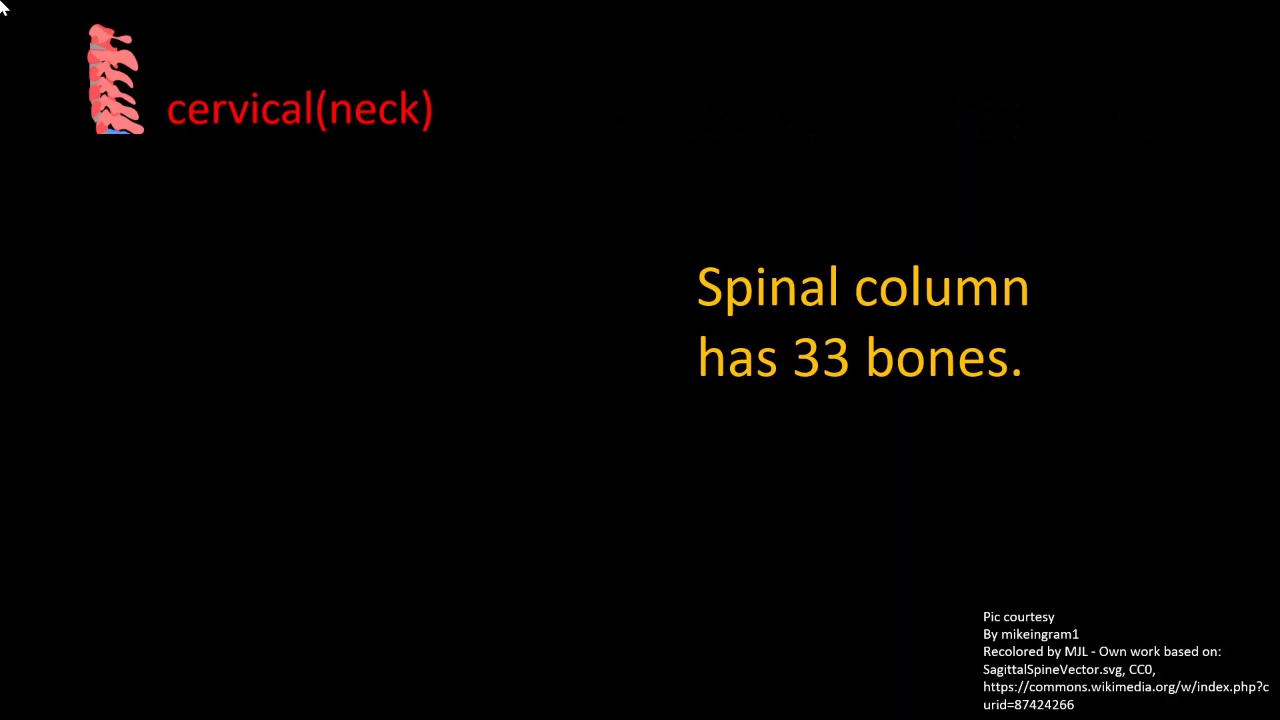 cervical(neck)
Spinal column
has 33 bones.
Pic courtesy
By mikeingram1
Recolored by MJL - Own work based on:
SagittalSpineVector.svg, CC0,
https://commons.wikimedia.org/w/index.php?c
urid=87424266